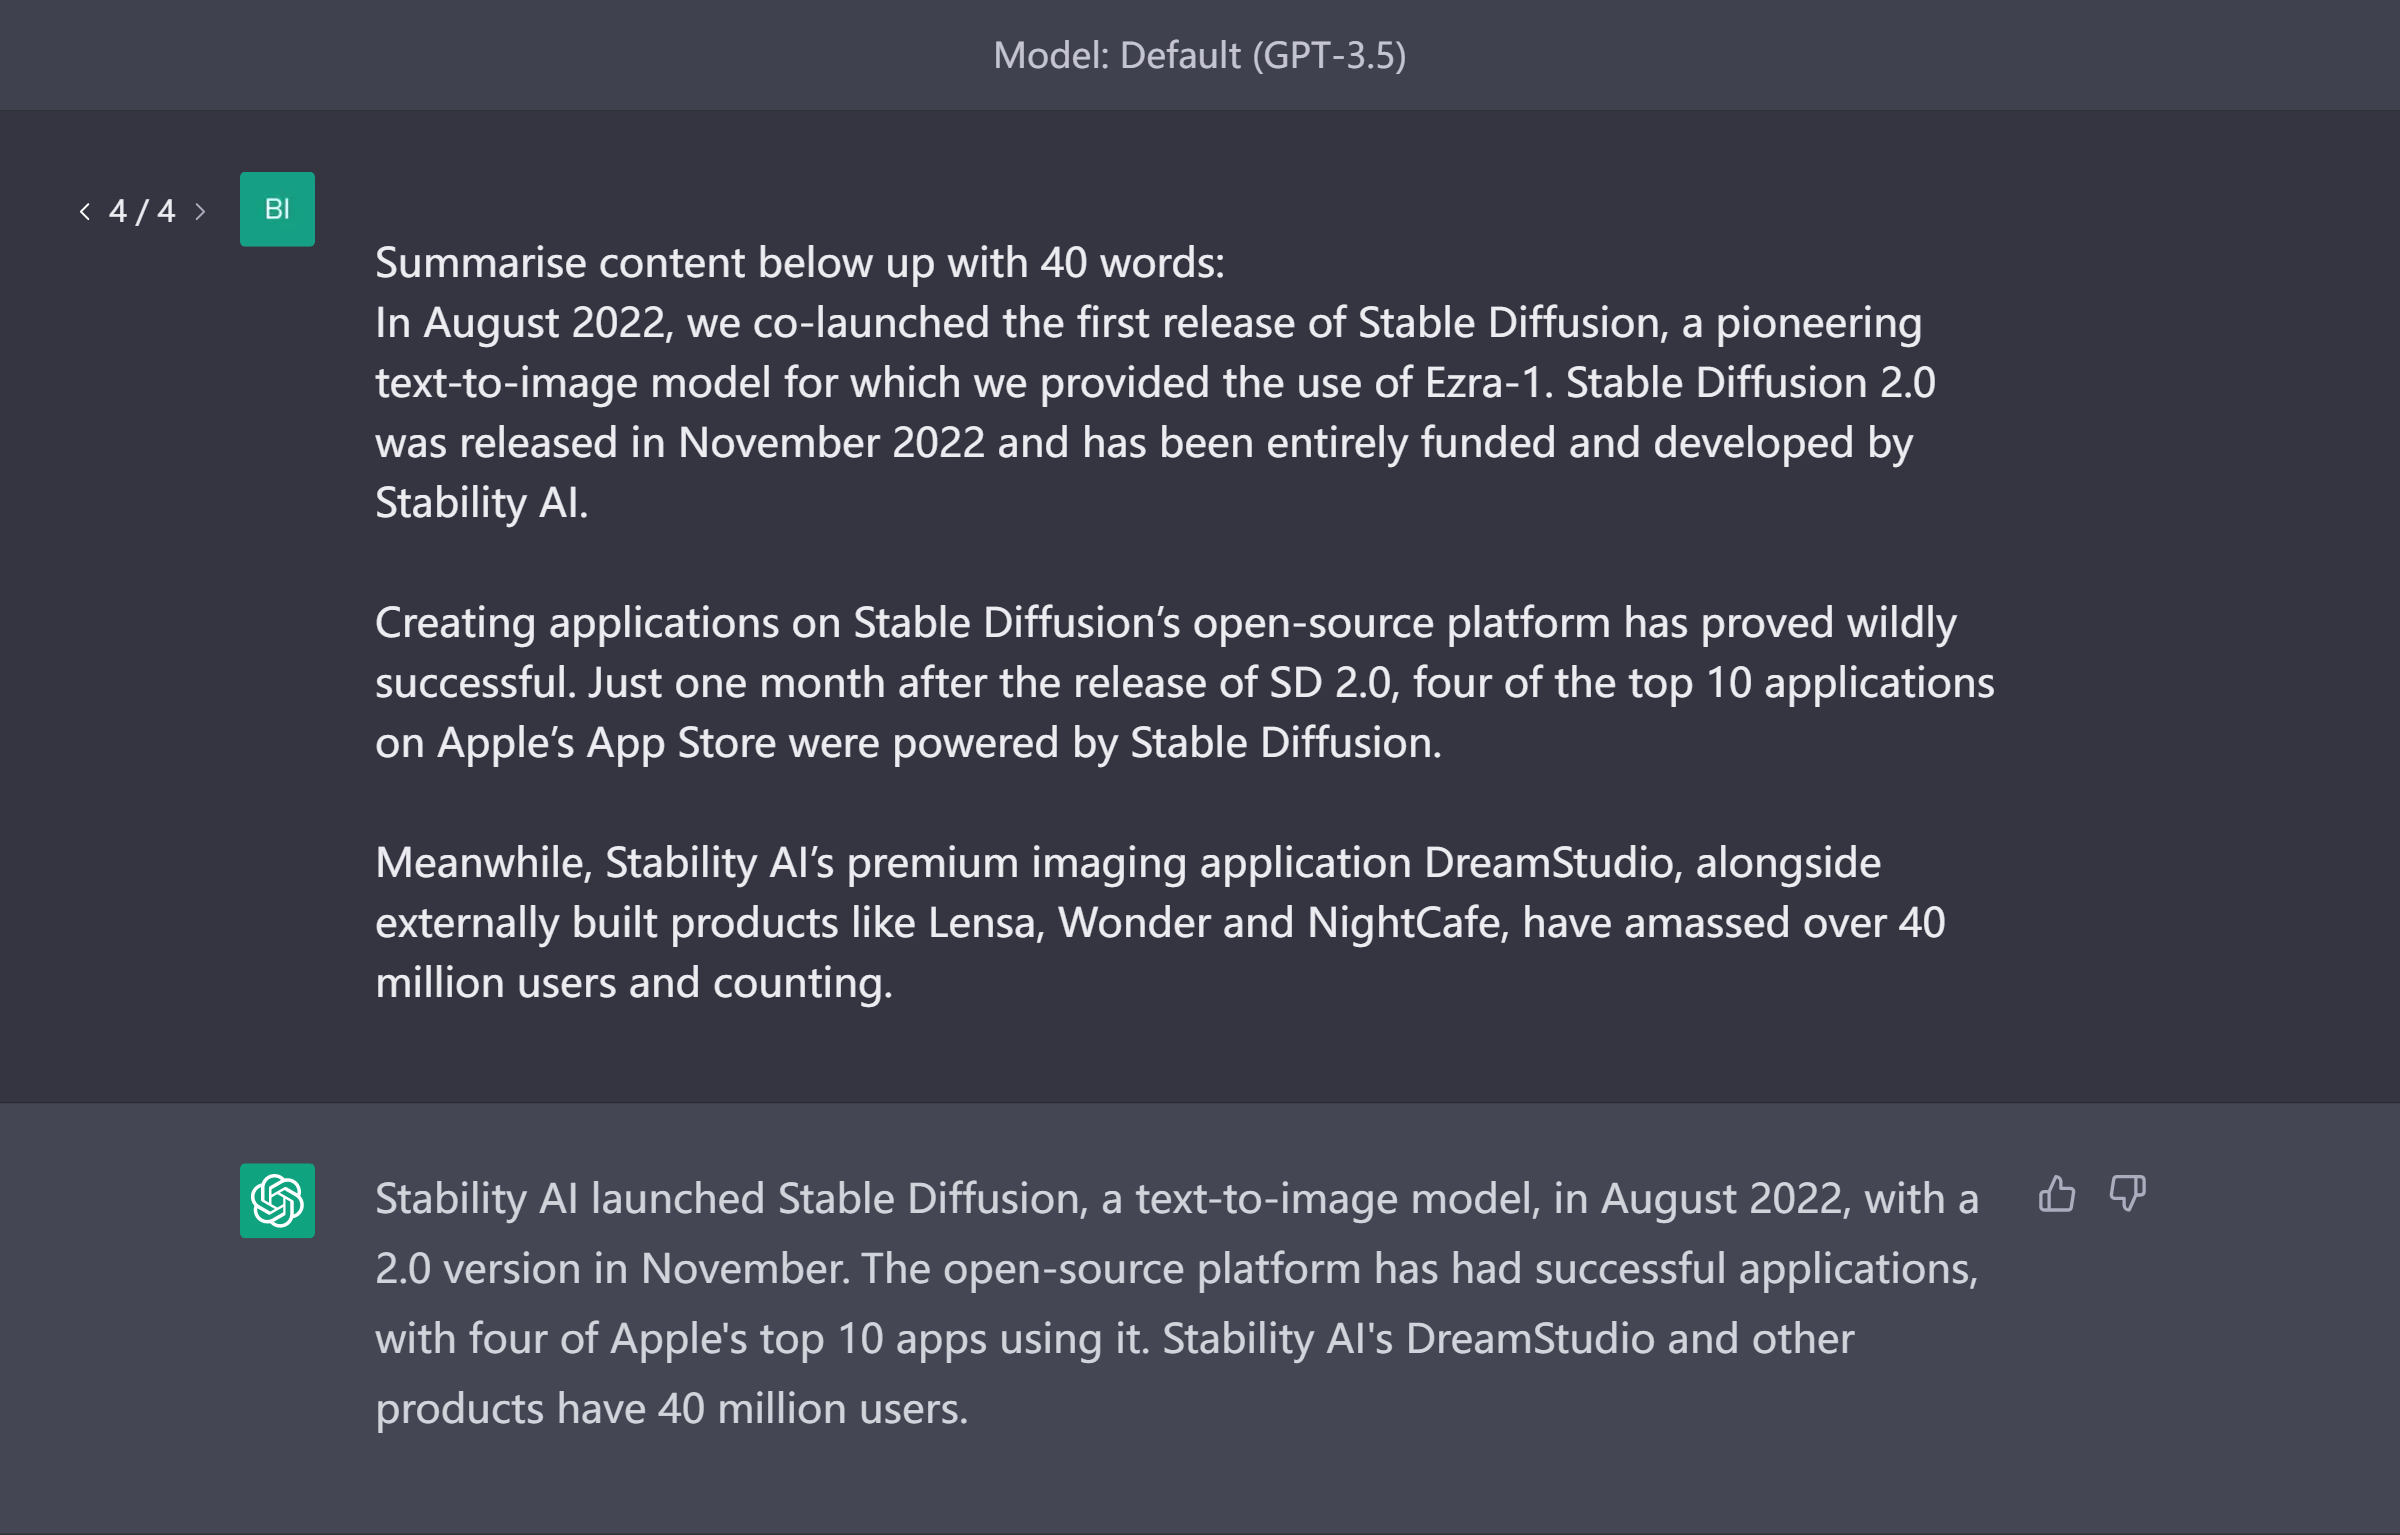 Model: Default (GPT-3.5)
< 4 / 4 >
BI
Summarise content below up with 40 words:
In August 2022, we co-launched the first release of Stable Diffusion, a pioneering
text-to-image model for which we provided the use of Ezra-1. Stable Diffusion 2.0
was released in November 2022 and has been entirely funded and developed by
Stability AI.
Creating applications on Stable Diffusion’s open-source platform has proved wildly
successful. Just one month after the release of SD 2.0, four of the top 10 applications
on Apple’s App Store were powered by Stable Diffusion.
Meanwhile, Stability AI’s premium imaging application DreamStudio, alongside
externally built products like Lensa, Wonder and NightCafe, have amassed over 40
million users and counting.
Stability AI launched Stable Diffusion, a text-to-image model, in August 2022, with a
2.0 version in November. The open-source platform has had successful applications,
with four of Apple's top 10 apps using it. Stability AI's DreamStudio and other
products have 40 million users.